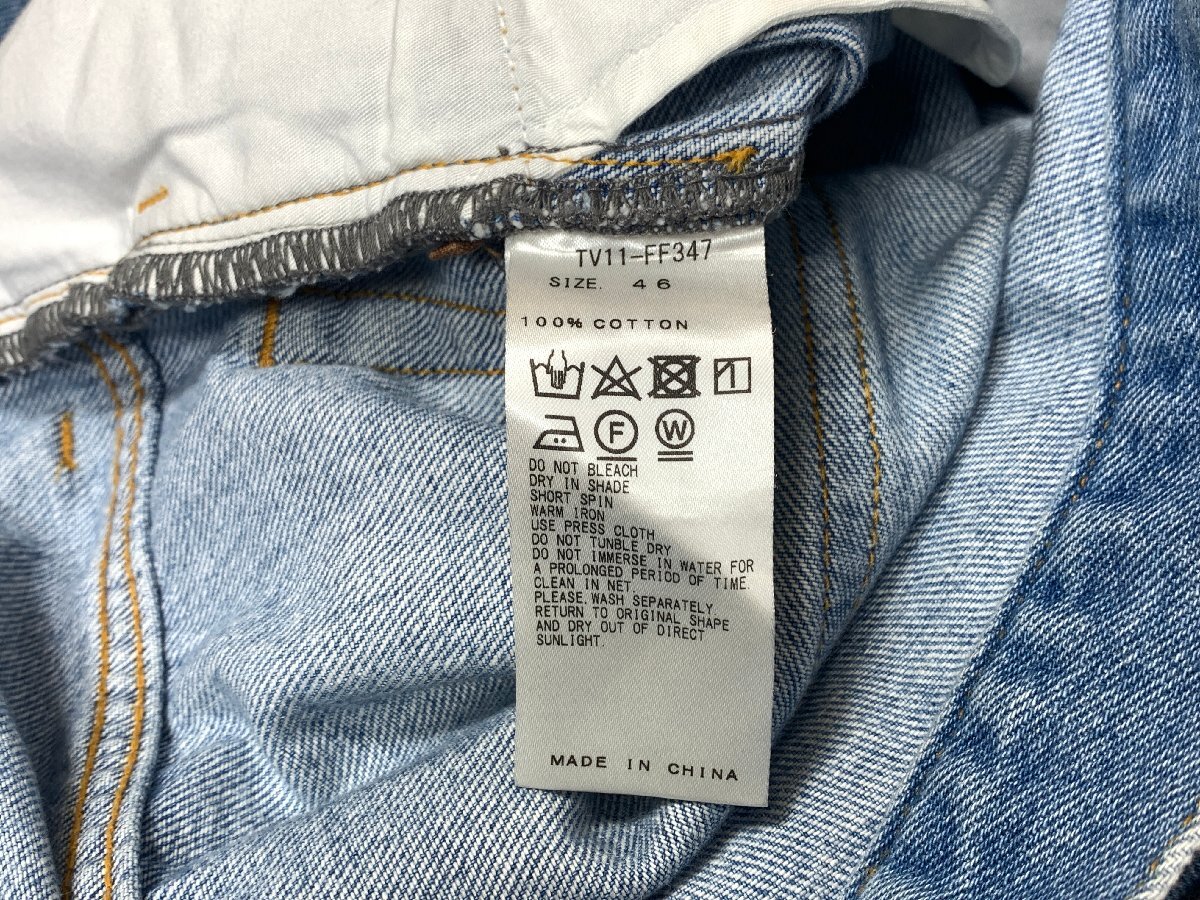 TV11-FF347
SIZE. 46
100% COTTON
F W
DO NOT BLEACH
DRY IN SHADE
SHORT SPIN
WARM IRON
USE PRESS CLOTH
DO NOT TUNBLE DRY
DO NOT IMMERSE IN WATER FOR
A PROLONGED PERIOD OF TIME.
CLEAN IN NET
PLEASE.WASH SEPARATELY.
RETURN TO ORIGINAL SHAPE
AND DRY OUT OF DIRECT
SUNLIGHT.
MADE IN CHINA